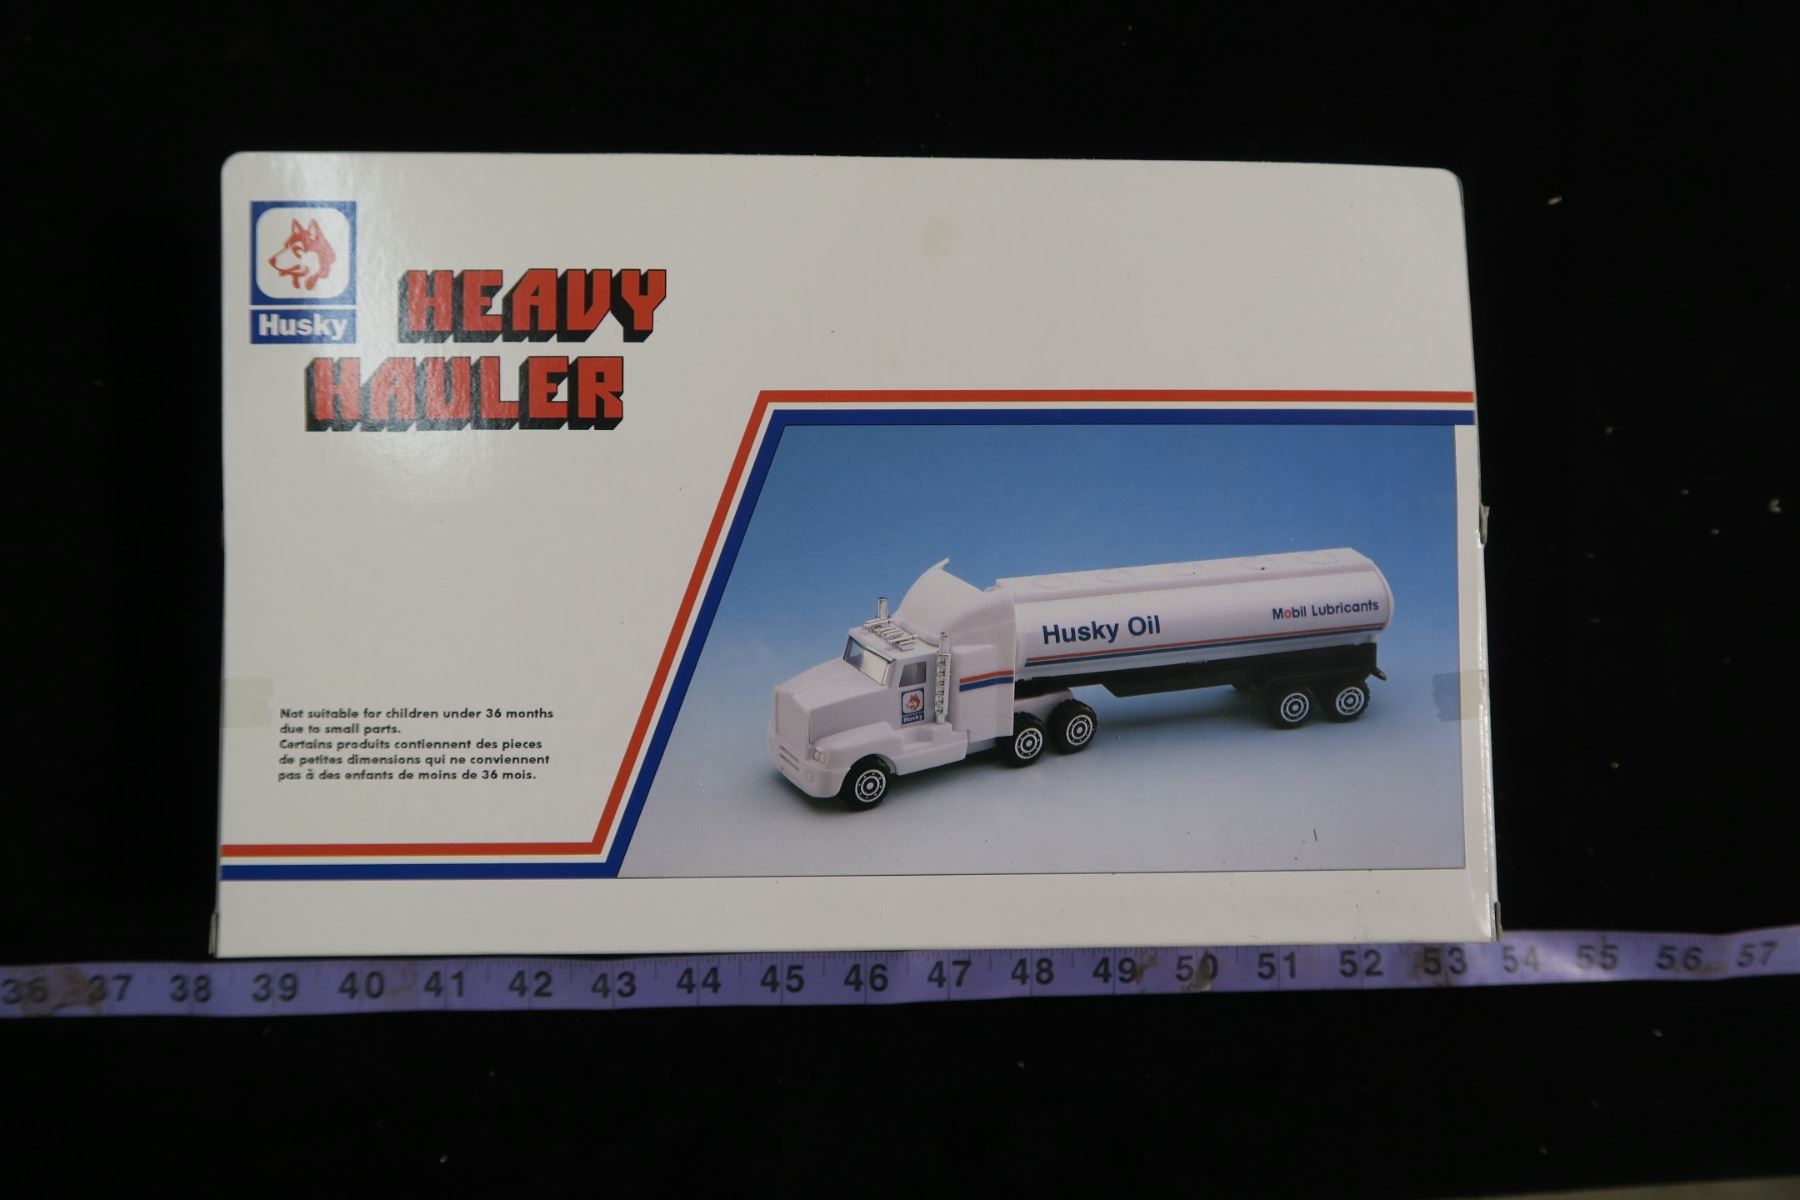 Husky
HEAVY
HAULER
Husky Oil
Mobil Lubricants
Husky
Not suitable for children under 36 months
due to small parts.
Certains produits contiennent des pieces
de petites dimensions qui ne conviennent
pas à des enfants de moins de 36 mois.
36 37 38 39 40 41 42 43 44 45 46 47 48 49 50 51 52 53 54 55 56 57